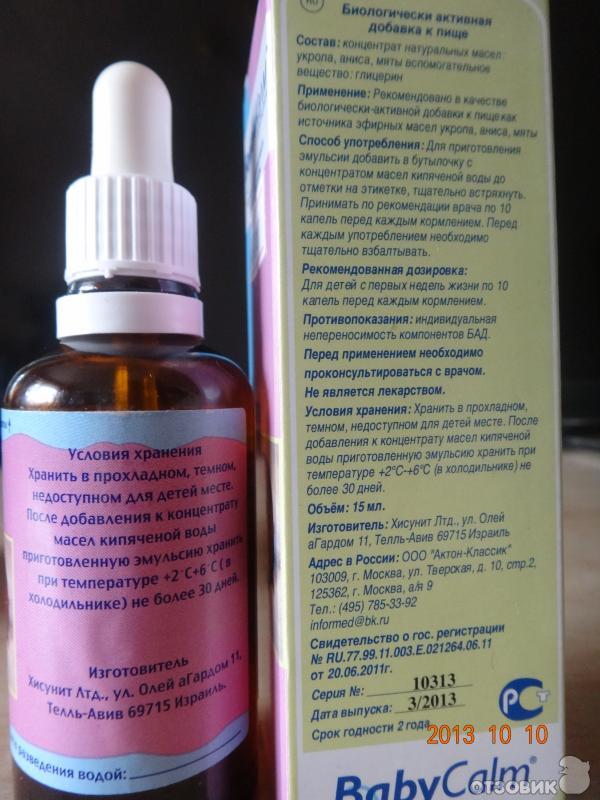 RU
Биологически активная
добавка к пище
Состав: концентрат натуральных масел:
укропа, аниса, мяты вспомогательное
вещество: глицерин
Применение: Рекомендовано в качестве
биологически-активной добавки к пище как
источника эфирных масел укропа, аниса, мяты
Способ употребления: Для приготовления
эмульсии добавить в бутылочку с
концентратом масел кипяченой воды до
отметки на этикетке, тщательно встряхнуть.
Принимать по рекомендации врача по 10
капель перед каждым кормлением. Перед
каждым употреблением необходимо
тщательно взбалтывать.
Рекомендованная дозировка:
Для детей с первых недель жизни по 10
капель перед каждым кормлением.
Противопоказания: индивидуальная
непереносимость компонентов БАД.
Перед применением необходимо
проконсультироваться с врачом.
Не является лекарством.
Условия хранения: Хранить в прохладном,
темном, недоступном для детей месте. После
добавления к концентрату масел кипяченой
воды приготовленную эмульсию хранить при
температуре +2°С-+6°С (в холодильнике) не
более 30 дней.
Объём: 15 мл.
Изготовитель: Хисунит Лтд., ул. Олей
аГардом 11, Телль-Авив 69715 Израиль
Адрес в России: ООО "Актон-Классик"
103009, г. Москва, ул. Тверская, д. 10, стр.2,
125362, г. Москва, а/я 9
Тел.: (495) 785-33-92
informed@bk.ru
Свидетельство о гос. регистрации
№ RU.77.99.11.003.Е.021264.06.11
от 20.06.2011г.
Серия №: 10313
Дата выпуска: 3/2013
Срок годности 2 года
РСТ
BabyCalm®
Условия хранения
Хранить в прохладном, темном,
недоступном для детей месте.
После добавления к концентрату
масел кипяченой воды
приготовленную эмульсию хранить
при температуре +2°С+6°С ( в
холодильнике) не более 30 дней.
Изготовитель
Хисунит Лтд., ул. Олей аГардом 11,
Телль-Авив 69715 Израиль.
разведения водой:
2013 10 10
отзовик